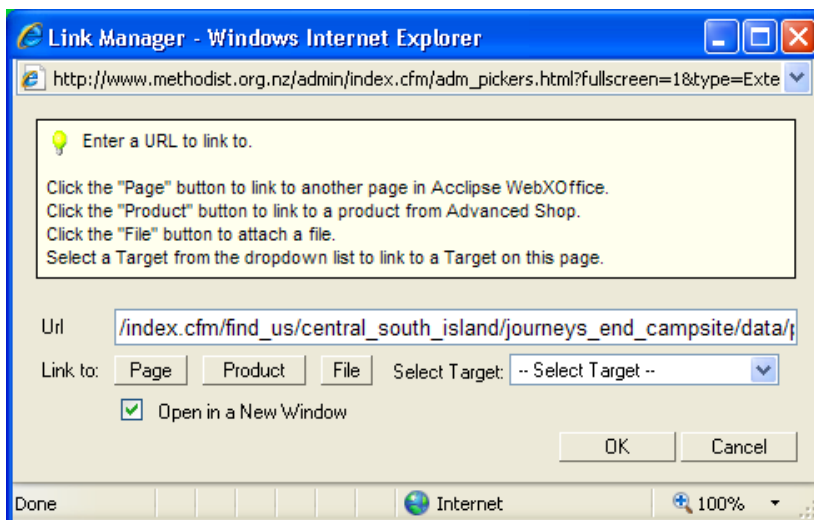 Link Manager - Windows Internet Explorer
http://www.methodist.org.nz/admin/index.cfm/adm_pickers.html?fullscreen=1&type=Exte
Enter a URL to link to.
Click the "Page" button to link to another page in Acclipse WebXOffice.
Click the "Product" button to link to a product from Advanced Shop.
Click the "File" button to attach a file.
Select a Target from the dropdown list to link to a Target on this page.
Url /index.cfm/find_us/central_south_island/journeys_end_campsite/data/p
Link to: Page Product File Select Target: -- Select Target --
Open in a New Window
OK Cancel
Done Internet 100%